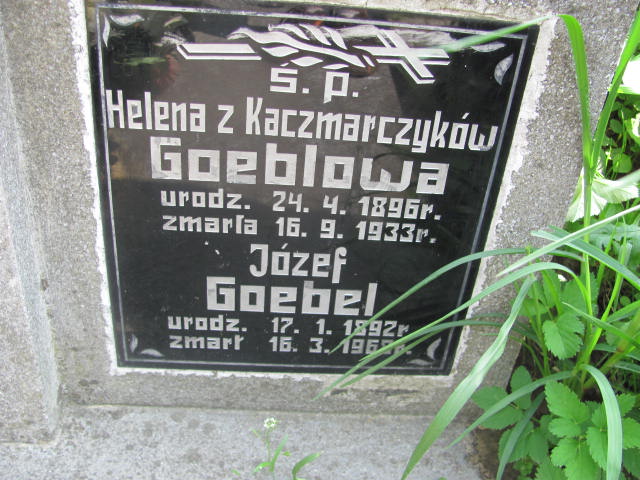 ś. p.
Helena z Kaczmarczyków
Goeblowa
urodz. 24. 4. 1896r.
zmarła 16. 9. 1933r.
Józef
Goebel
urodz. 17. 1. 1892r
zmarł 16. 3.